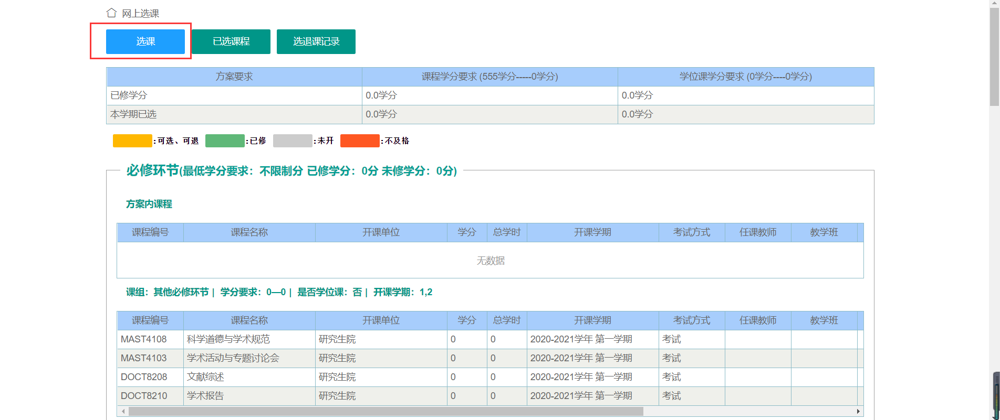 网上选课
选课 已选课程 选退课记录
方案要求 课程学分要求 (555学分-----0学分) 学位课学分要求 (0学分----0学分)
已修学分 0.0学分 0.0学分
本学期已选 0.0学分 0.0学分
:可选、可退 :已修 :未开 :不及格
必修环节(最低学分要求：不限制分 已修学分：0分 未修学分：0分)
方案内课程
课程编号 课程名称 开课单位 学分 总学时 开课学期 考试方式 任课教师 教学班
无数据
课组：其他必修环节 | 学分要求：0—0 | 是否学位课：否 | 开课学期：1,2
课程编号 课程名称 开课单位 学分 总学时 开课学期 考试方式 任课教师 教学班
MAST4108 科学道德与学术规范 研究生院 0 0 2020-2021学年 第一学期 考试
MAST4103 学术活动与专题讨论会 研究生院 0 0 2020-2021学年 第一学期 考试
DOCT8208 文献综述 研究生院 0 0 2020-2021学年 第一学期 考试
DOCT8210 学术报告 研究生院 0 0 2020-2021学年 第一学期 考试